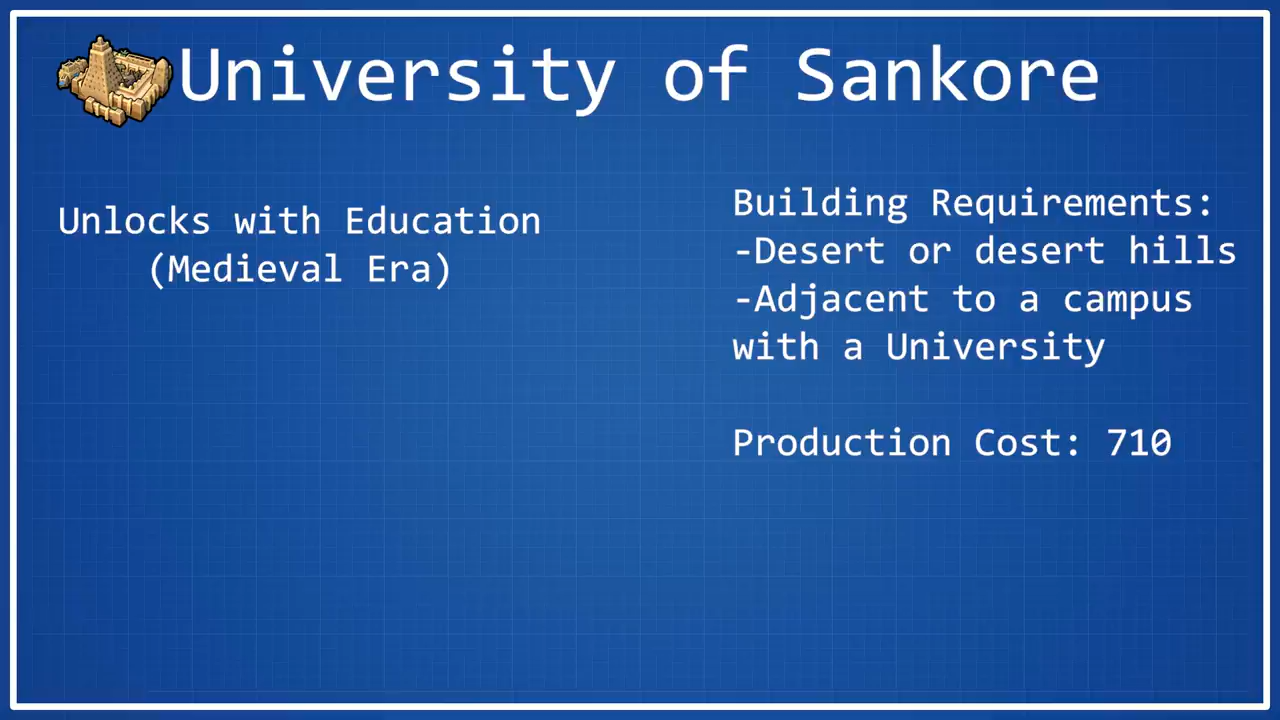 University of Sankore
Unlocks with Education
(Medieval Era)
Building Requirements:
-Desert or desert hills
-Adjacent to a campus
with a University
Production Cost: 710